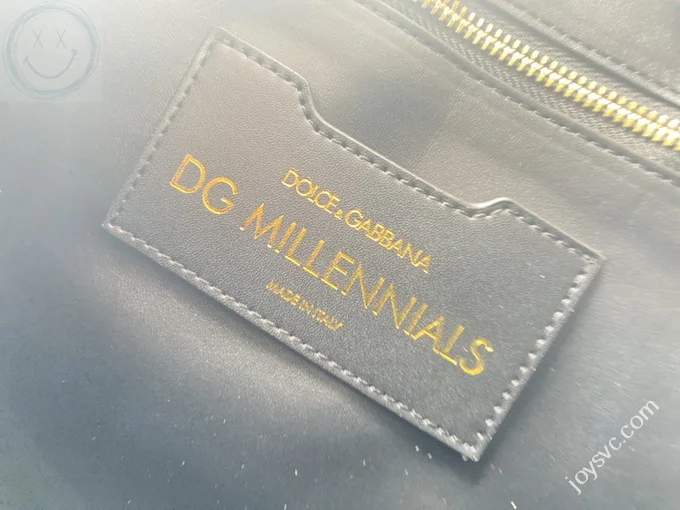 DOLCE & GABBANA
DG MILLENNIALS
MADE IN ITALY
joysvc.com